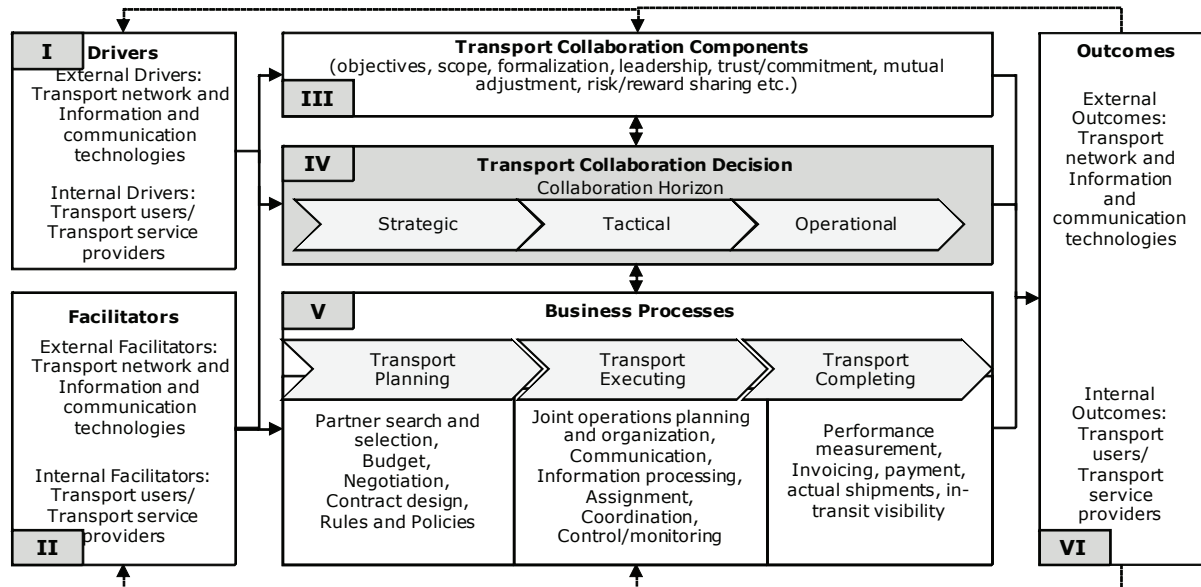 I
Drivers
External Drivers:
Transport network and
Information and
communication
technologies
Internal Drivers:
Transport users/
Transport service
providers
Facilitators
External Facilitators:
Transport network and
Information and
communication
technologies
Internal Facilitators:
Transport users/
Transport service
providers
II
Transport Collaboration Components
(objectives, scope, formalization, leadership, trust/commitment, mutual
adjustment, risk/reward sharing etc.)
III
IV
Transport Collaboration Decision
Collaboration Horizon
Strategic
Tactical
Operational
V
Business Processes
Transport
Planning
Transport
Executing
Transport
Completing
Partner search and
selection,
Budget,
Negotiation,
Contract design,
Rules and Policies
Joint operations planning
and organization,
Communication,
Information processing,
Assignment,
Coordination,
Control/monitoring
Performance
measurement,
Invoicing, payment,
actual shipments, in-
transit visibility
Outcomes
External
Outcomes:
Transport
network and
Information
and
communication
technologies
Internal
Outcomes:
Transport
users/
Transport
service
providers
VI